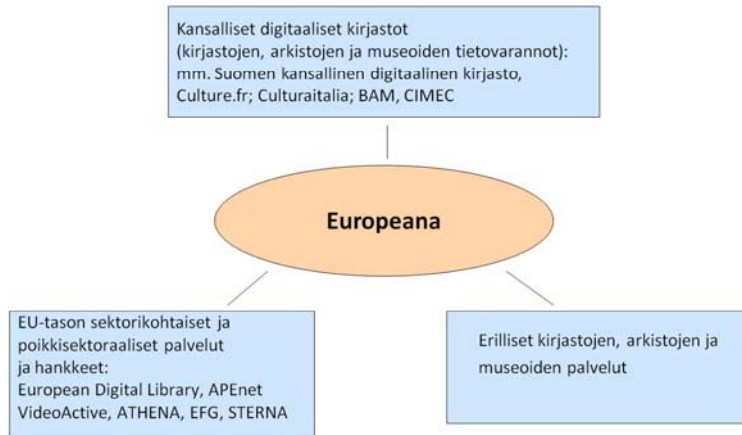 Kansalliset digitaaliset kirjastot
(kirjastojen, arkistojen ja museoiden tietovarannot):
mm. Suomen kansallinen digitaalinen kirjasto,
Culture.fr; Culturaitalia; BAM, CIMEC
Europeana
EU-tason sektorikohtaiset ja
poikkisektoraaliset palvelut
ja hankkeet:
European Digital Library, APEnet
VideoActive, ATHENA, EFG, STERNA
Erilliset kirjastojen, arkistojen ja
museoiden palvelut